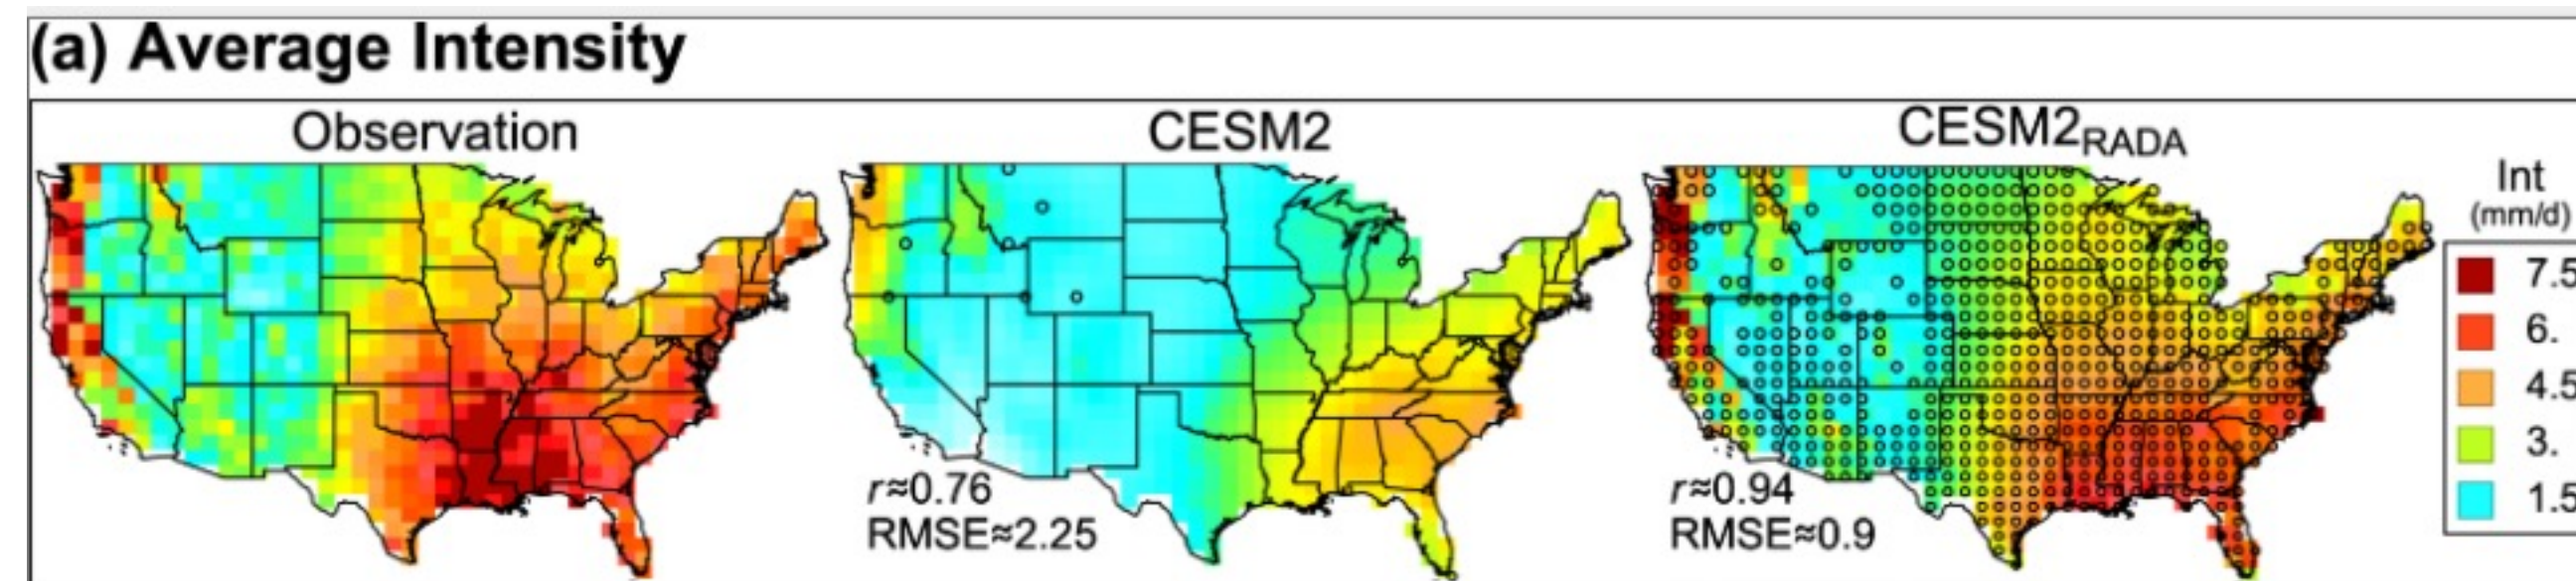 (a) Average Intensity
Observation
CESM2
CESM2RADA
Int
(mm/d)
7.5
6.
4.5
3.
1.5
r≈0.76
RMSE≈2.25
r≈0.94
RMSE≈0.9